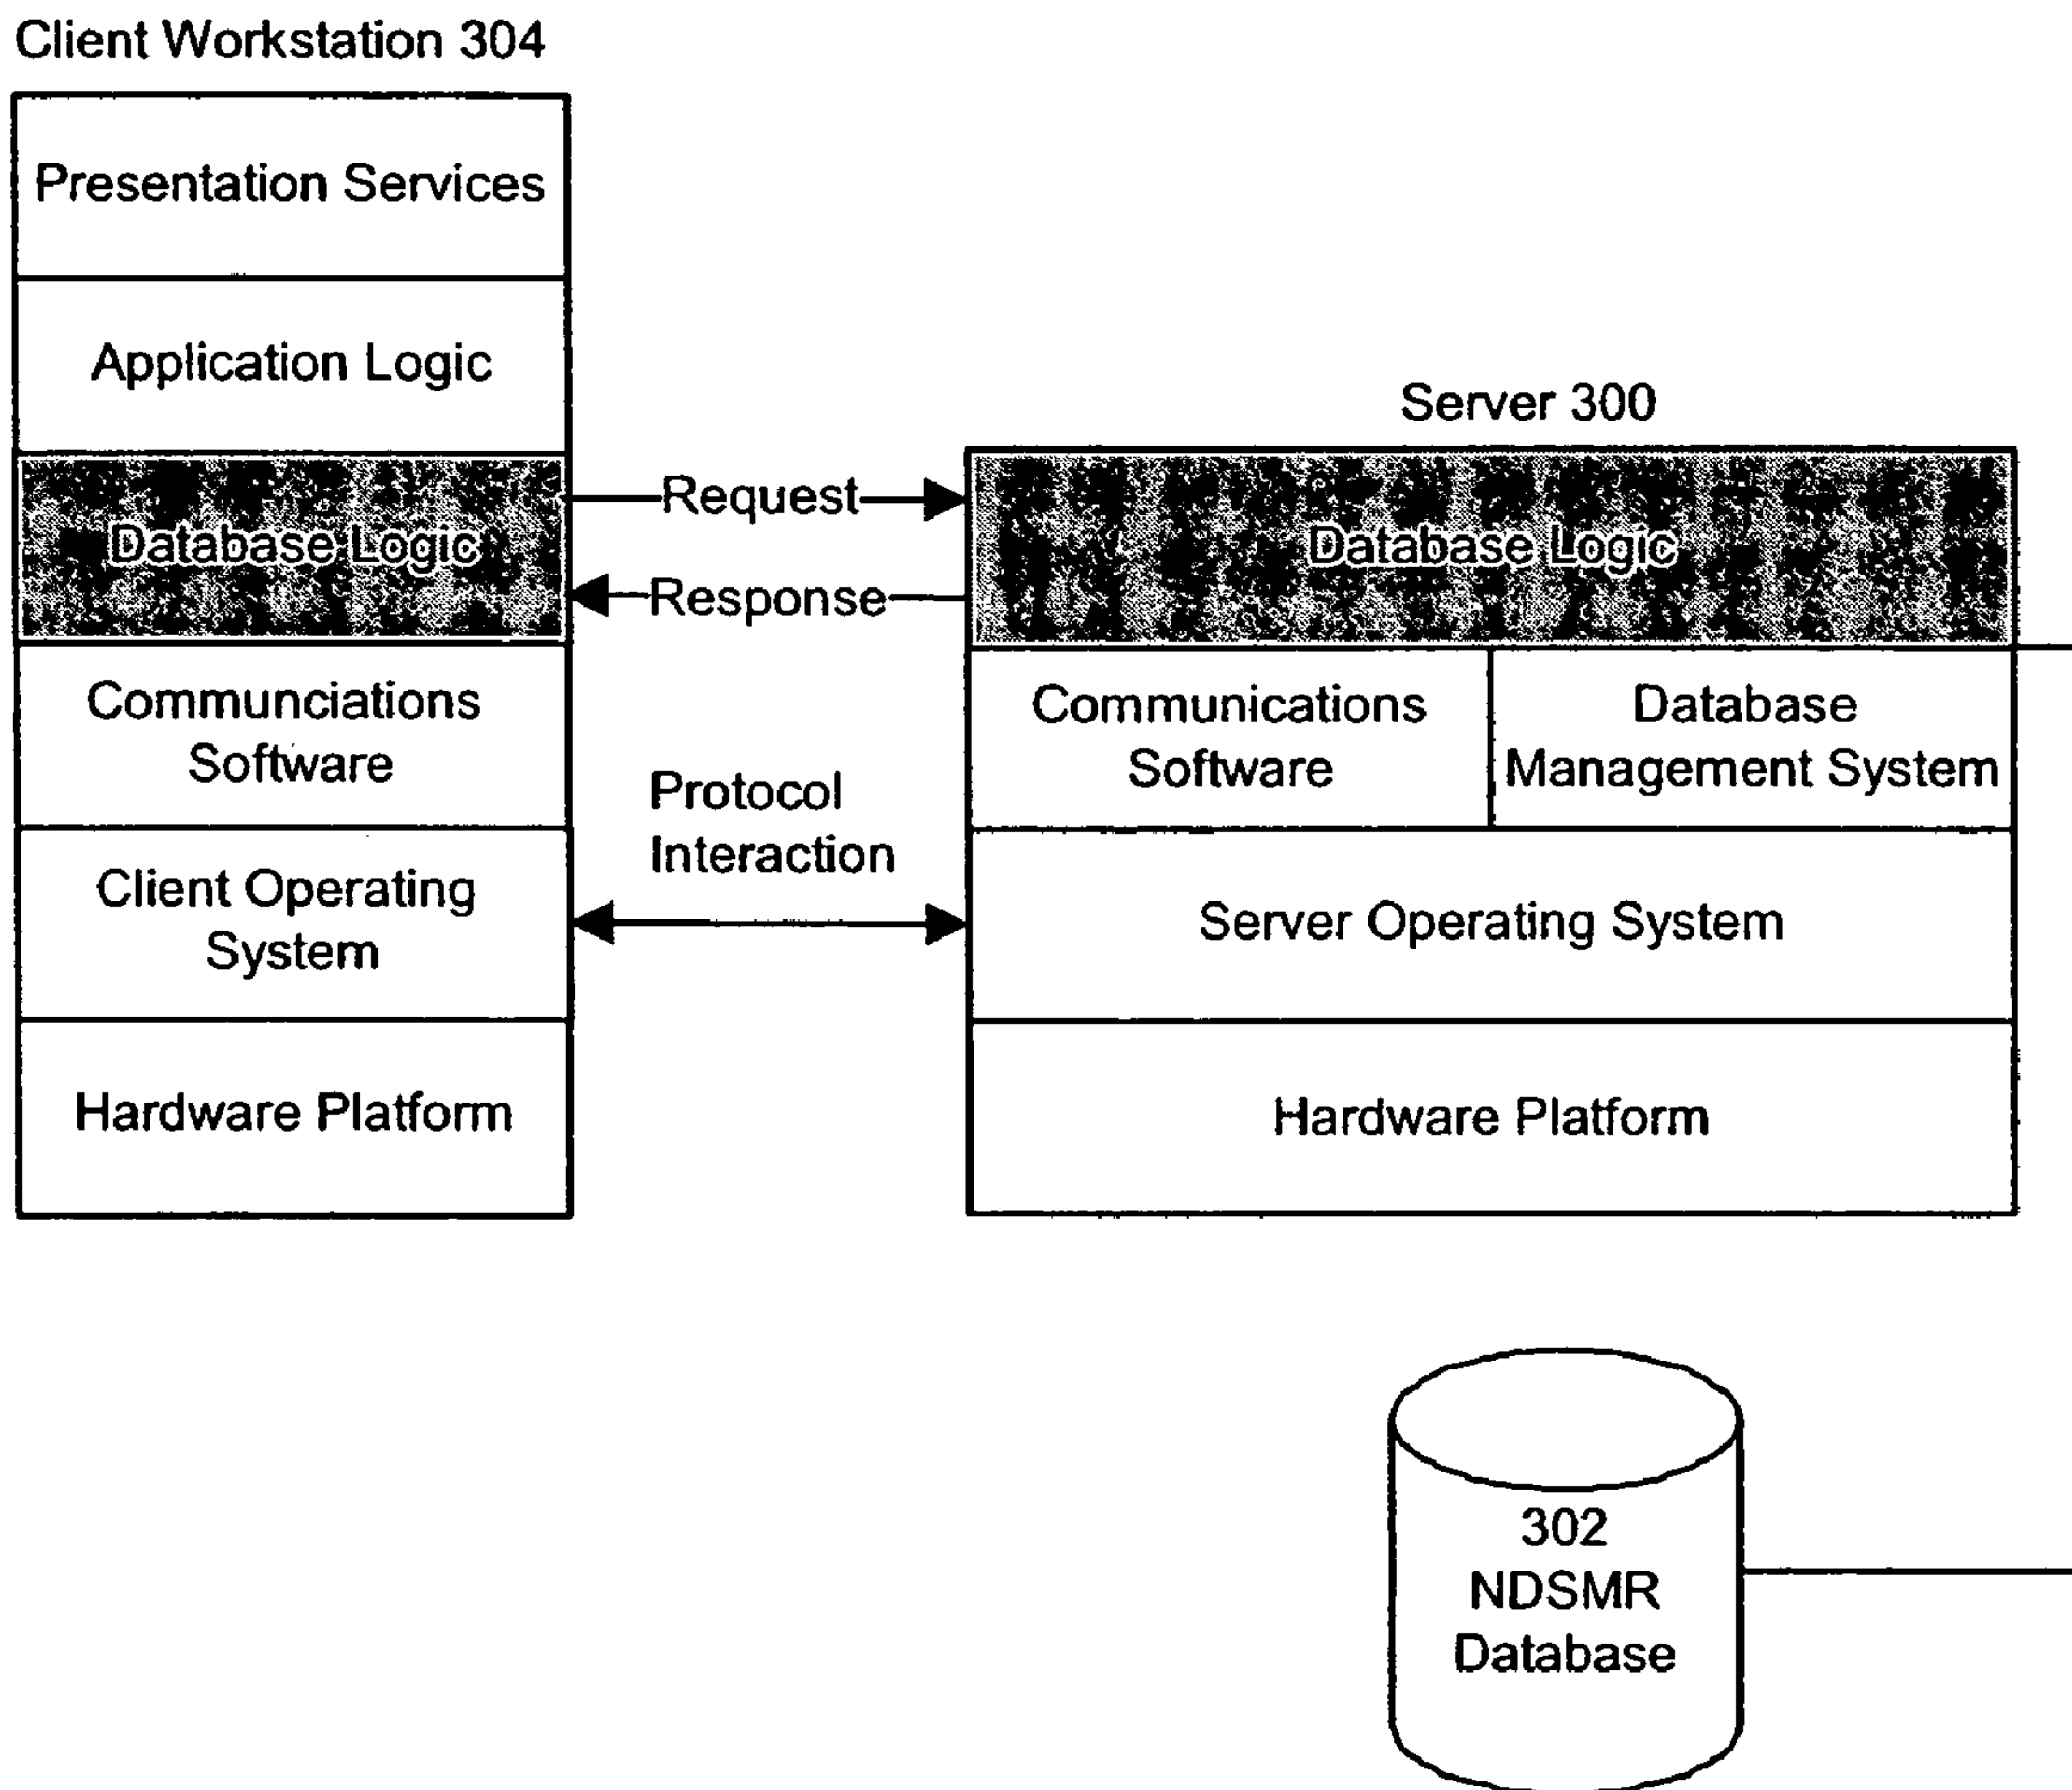 Client Workstation 304
Presentation Services
Application Logic
Database Logic
Communciations
Software
Client Operating
System
Hardware Platform
Request
Response
Protocol
Interaction
Server 300
Database Logic
Communications
Software
Database
Management System
Server Operating System
Hardware Platform
302
NDSMR
Database